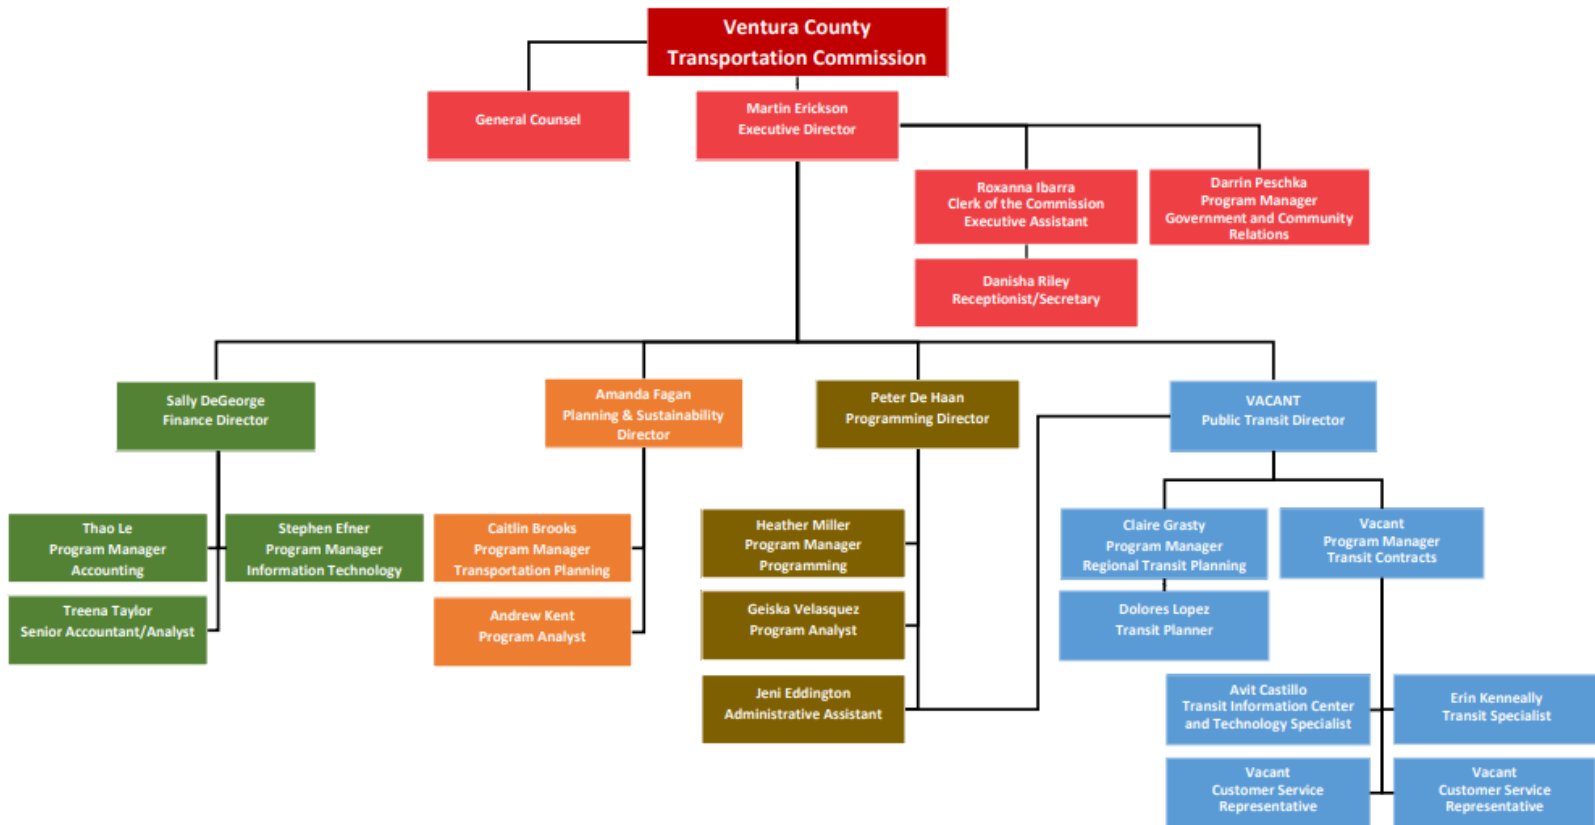 Ventura County
Transportation Commission
General Counsel
Martin Erickson
Executive Director
Roxanna Ibarra
Clerk of the Commission
Executive Assistant
Darrin Peschka
Program Manager
Government and Community
Relations
Danisha Riley
Receptionist/Secretary
Sally DeGeorge
Finance Director
Amanda Fagan
Planning & Sustainability
Director
Peter De Haan
Programming Director
VACANT
Public Transit Director
Thao Le
Program Manager
Accounting
Stephen Efner
Program Manager
Information Technology
Treena Taylor
Senior Accountant/Analyst
Caitlin Brooks
Program Manager
Transportation Planning
Andrew Kent
Program Analyst
Heather Miller
Program Manager
Programming
Geiska Velasquez
Program Analyst
Jeni Eddington
Administrative Assistant
Claire Grasty
Program Manager
Regional Transit Planning
Vacant
Program Manager
Transit Contracts
Dolores Lopez
Transit Planner
Avit Castillo
Transit Information Center
and Technology Specialist
Erin Kenneally
Transit Specialist
Vacant
Customer Service
Representative
Vacant
Customer Service
Representative